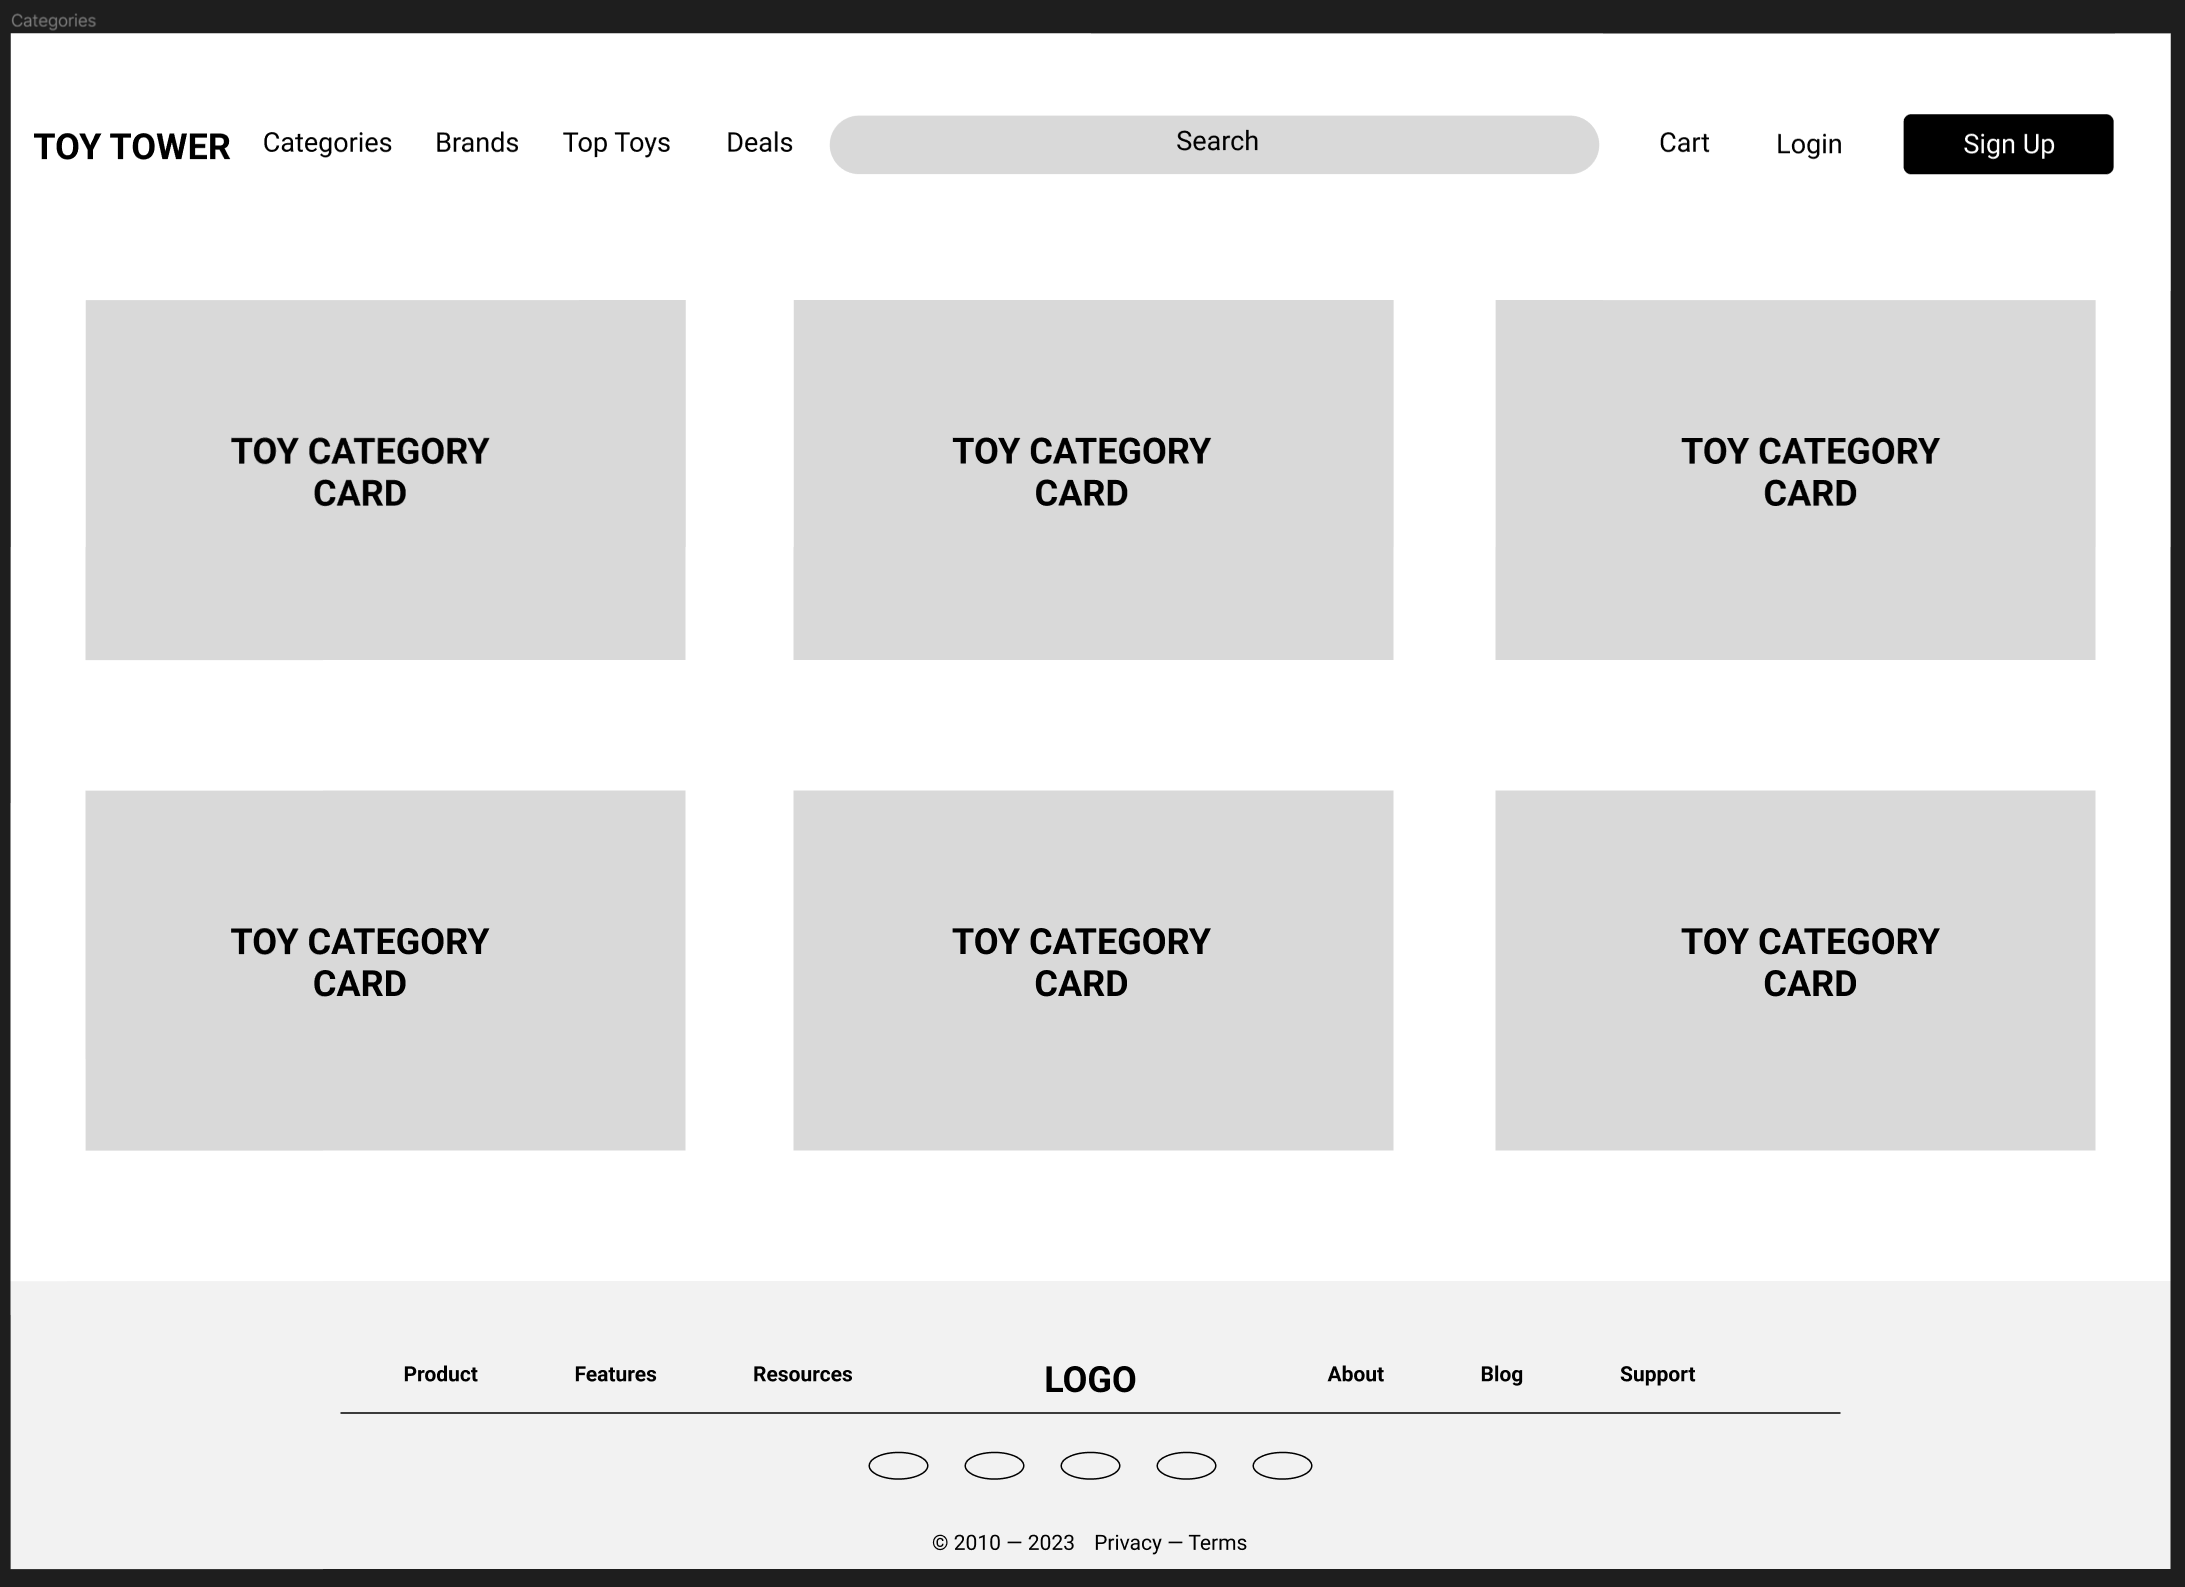 Categories
TOY TOWER Categories Brands Top Toys Deals Search Cart Login Sign Up
TOY CATEGORY
CARD
TOY CATEGORY
CARD
TOY CATEGORY
CARD
TOY CATEGORY
CARD
TOY CATEGORY
CARD
TOY CATEGORY
CARD
Product Features Resources LOGO About Blog Support
© 2010 — 2023 Privacy — Terms